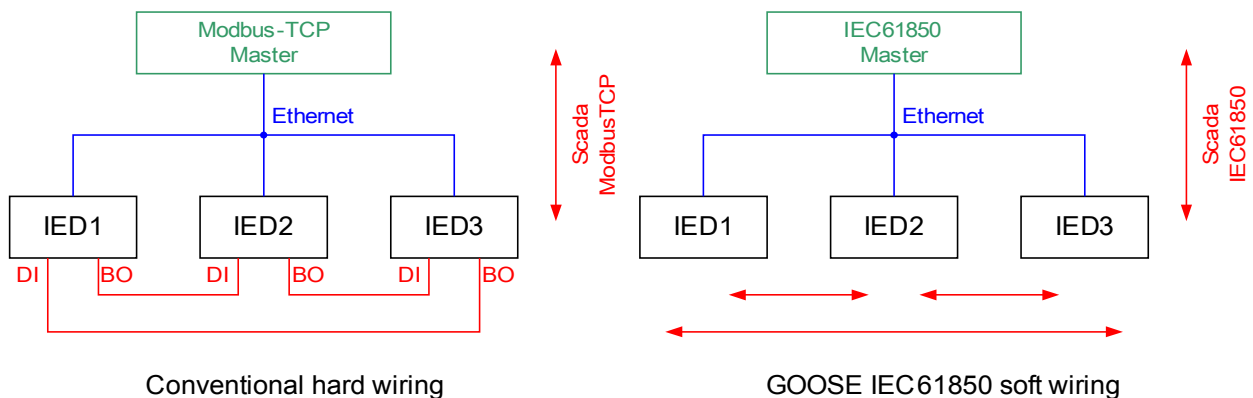 Modbus-TCP
Master
Ethernet
Scada
ModbusTCP
IED1
IED2
IED3
DI
BO
DI
BO
DI
BO
Conventional hard wiring
IEC61850
Master
Ethernet
Scada
IEC61850
IED1
IED2
IED3
GOOSE IEC61850 soft wiring